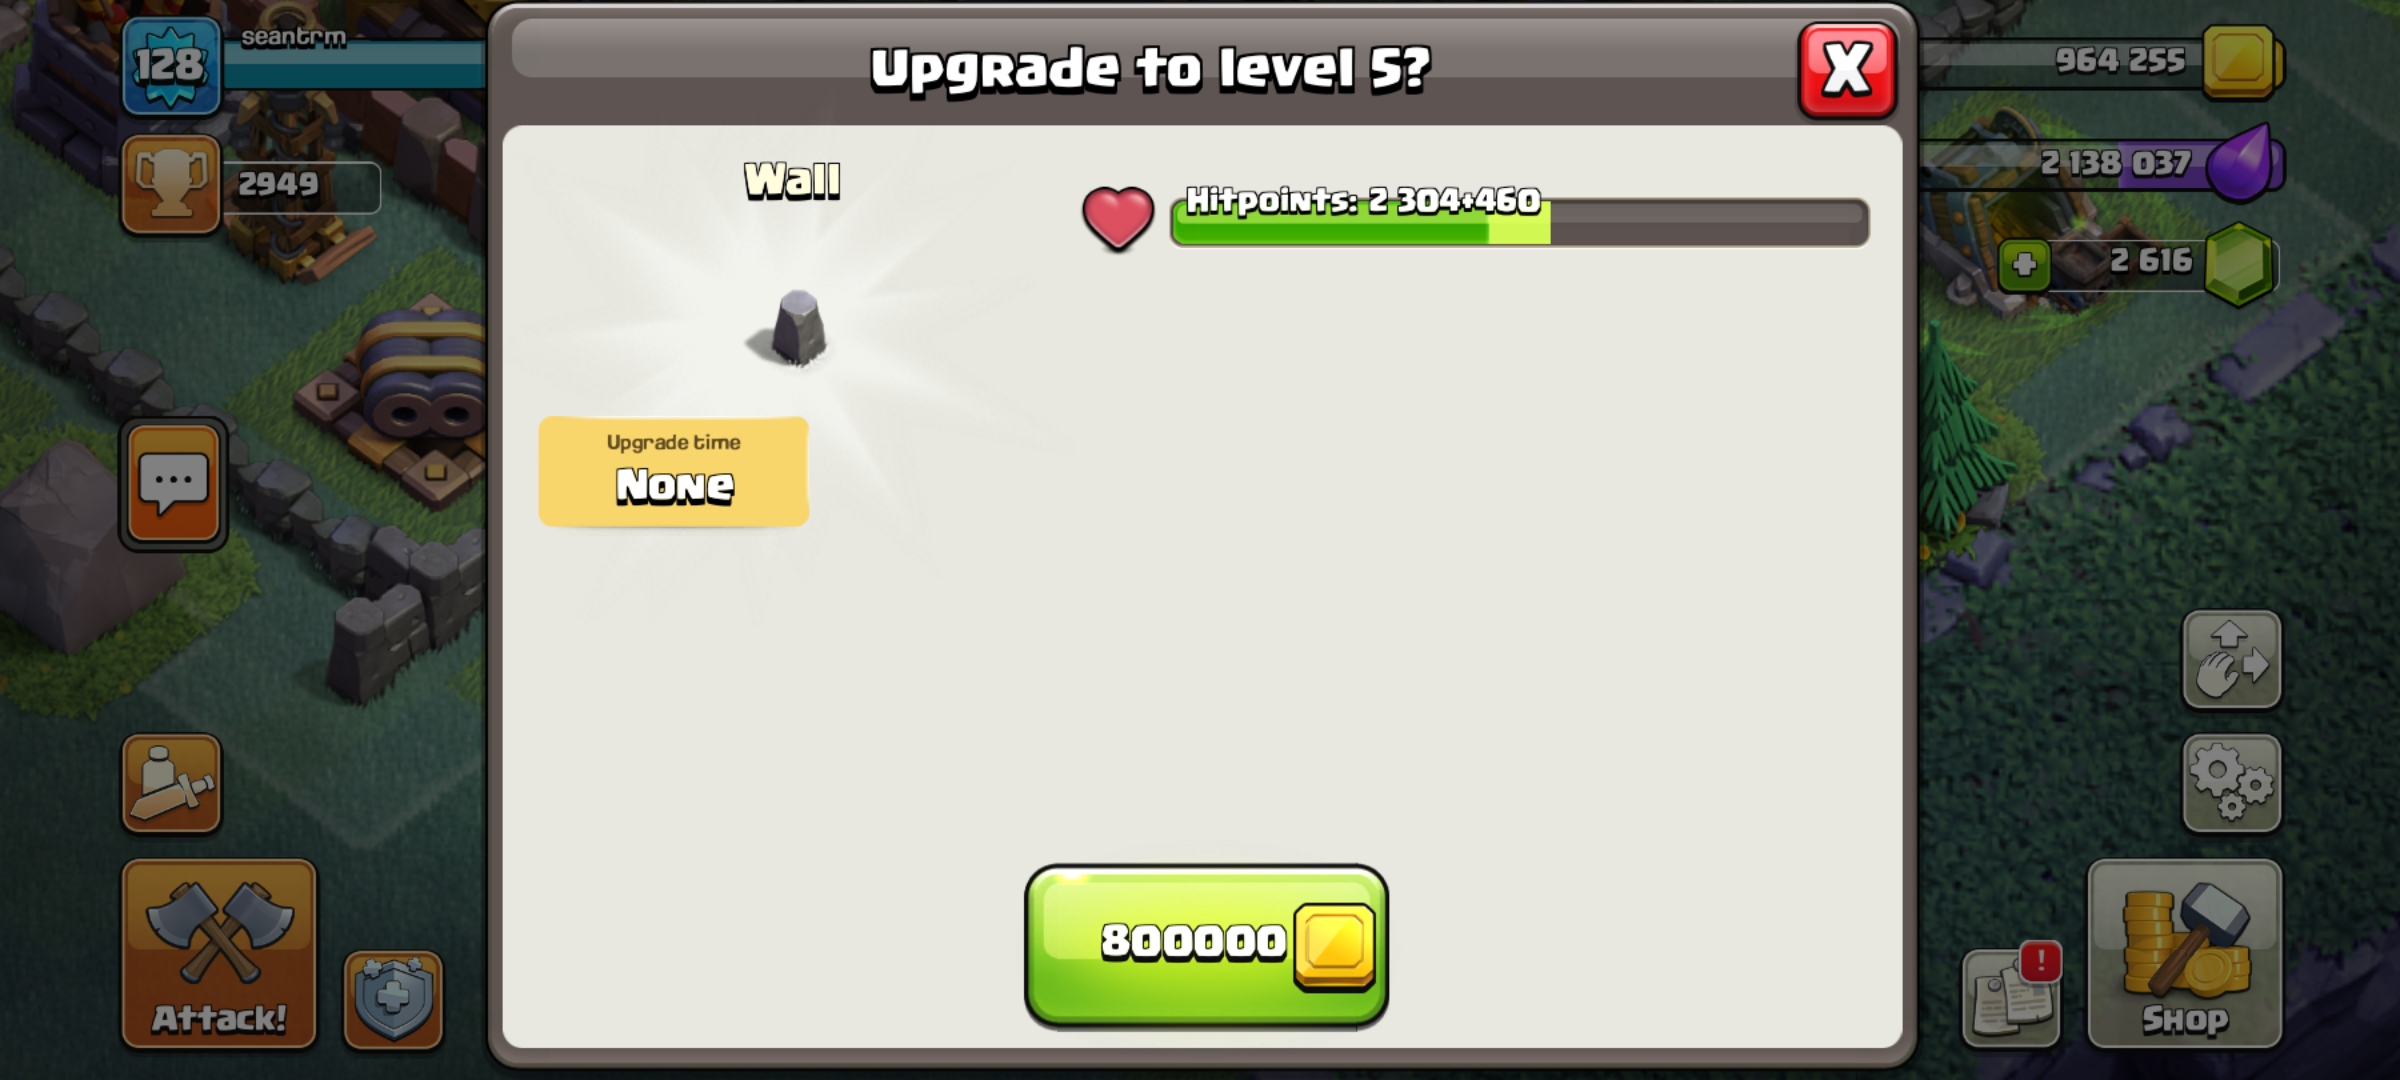 128
seantrm
2949
Upgrade to level 5?
X
964 255
2 138 037
2 616
Wall
Hitpoints: 2 304+460
Upgrade time
None
800000
Attack!
!
Shop